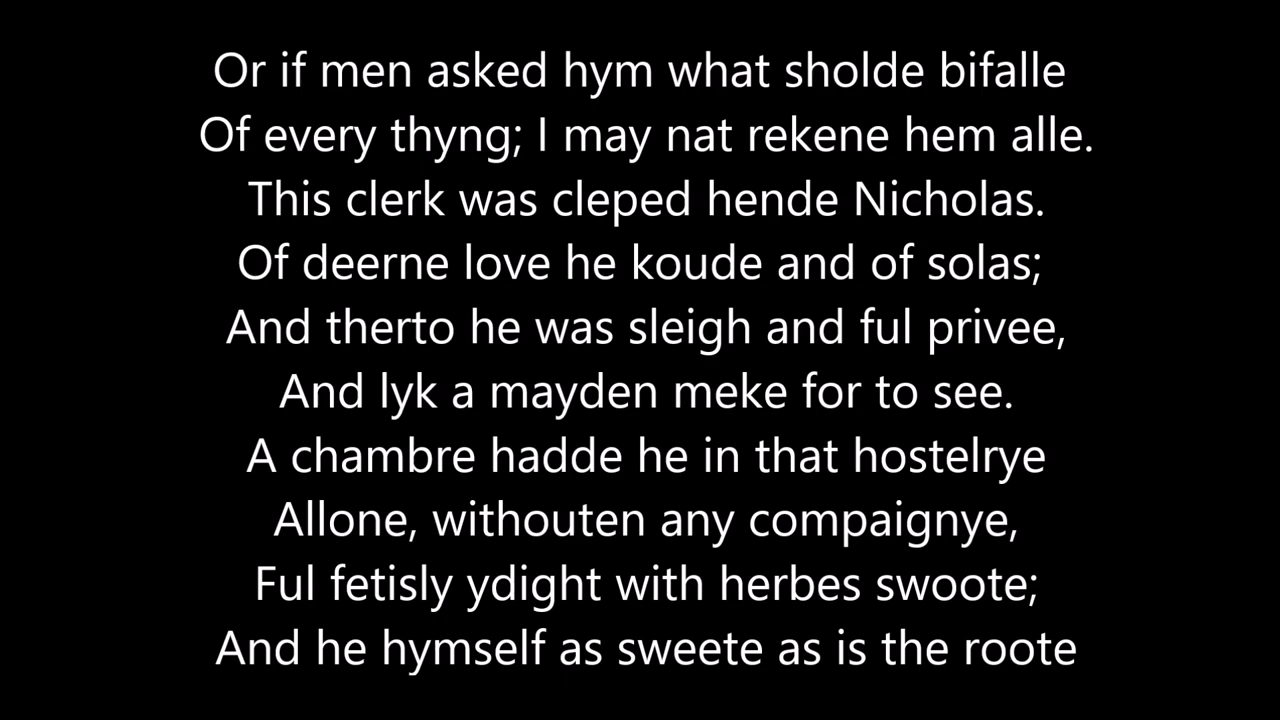 Or if men asked hym what sholde bifalle
Of every thyng; I may nat rekene hem alle.
This clerk was cleped hende Nicholas.
Of deerne love he koude and of solas;
And therto he was sleigh and ful privee,
And lyk a mayden meke for to see.
A chambre hadde he in that hostelrye
Allone, withouten any compaignye,
Ful fetisly ydight with herbes swoote;
And he hymself as sweete as is the roote